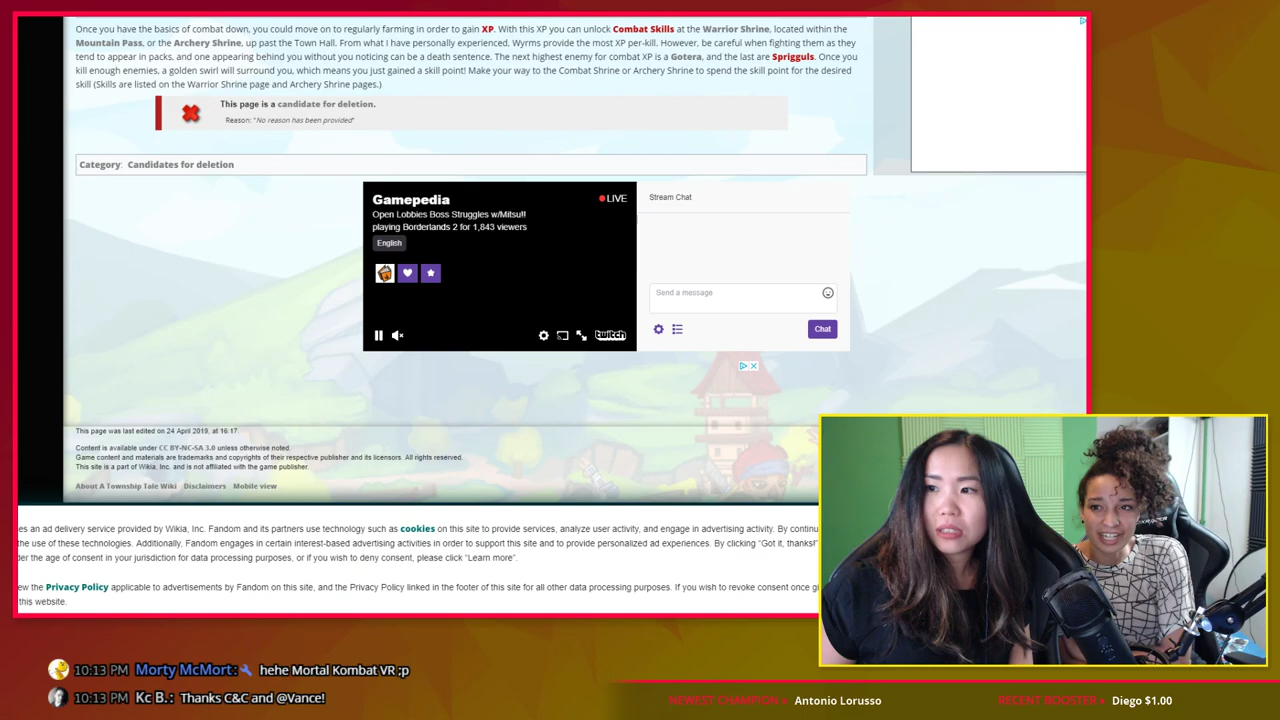 Once you have the basics of combat down, you could move on to regularly farming in order to gain XP. With this XP you can unlock Combat Skills at the Warrior Shrine, located within the
Mountain Pass, or the Archery Shrine, up past the Town Hall. From what I have personally experienced, Wyrms provide the most XP per-kill. However, be careful when fighting them as they
tend to appear in packs, and one appearing behind you without you noticing can be a death sentence. The next highest enemy for combat XP is a Gotera, and the last are Sprigguls. Once you
kill enough enemies, a golden swirl will surround you, which means you just gained a skill point! Make your way to the Combat Shrine or Archery Shrine to spend the skill point for the desired
skill (Skills are listed on the Warrior Shrine page and Archery Shrine pages.)
This page is a candidate for deletion.
Reason: "No reason has been provided"
Category: Candidates for deletion
Gamepedia
LIVE
Open Lobbies Boss Struggles w/Mitsu!!
playing Borderlands 2 for 1,843 viewers
English
twitch
Stream Chat
Send a message
Chat
This page was last edited on 24 April 2019, at 16:17.
Content is available under CC BY-NC-SA 3.0 unless otherwise noted.
Game content and materials are trademarks and copyrights of their respective publisher and its licensors. All rights reserved.
This site is a part of Wikia, Inc. and is not affiliated with the game publisher.
About A Township Tale Wiki Disclaimers Mobile view
es an ad delivery service provided by Wikia, Inc. Fandom and its partners use technology such as cookies on this site to provide services, analyze user activity, and engage in advertising activity. By continu
the use of these technologies. Additionally, Fandom engages in certain interest-based advertising activities in order to support this site and to provide personalized ad experiences. By clicking "Got it, thanks!"
der the age of consent in your jurisdiction for data processing purposes, or if you wish to deny consent, please click "Learn more".
ew the Privacy Policy applicable to advertisements by Fandom on this site, and the Privacy Policy linked in the footer of this site for all other data processing purposes. If you wish to revoke consent once gi
this website.
10:13 PM Morty McMort: hehe Mortal Kombat VR ;p
10:13 PM Kc B.: Thanks C&C and @Vance!
NEWEST CHAMPION » Antonio Lorusso
RECENT BOOSTER » Diego $1.00